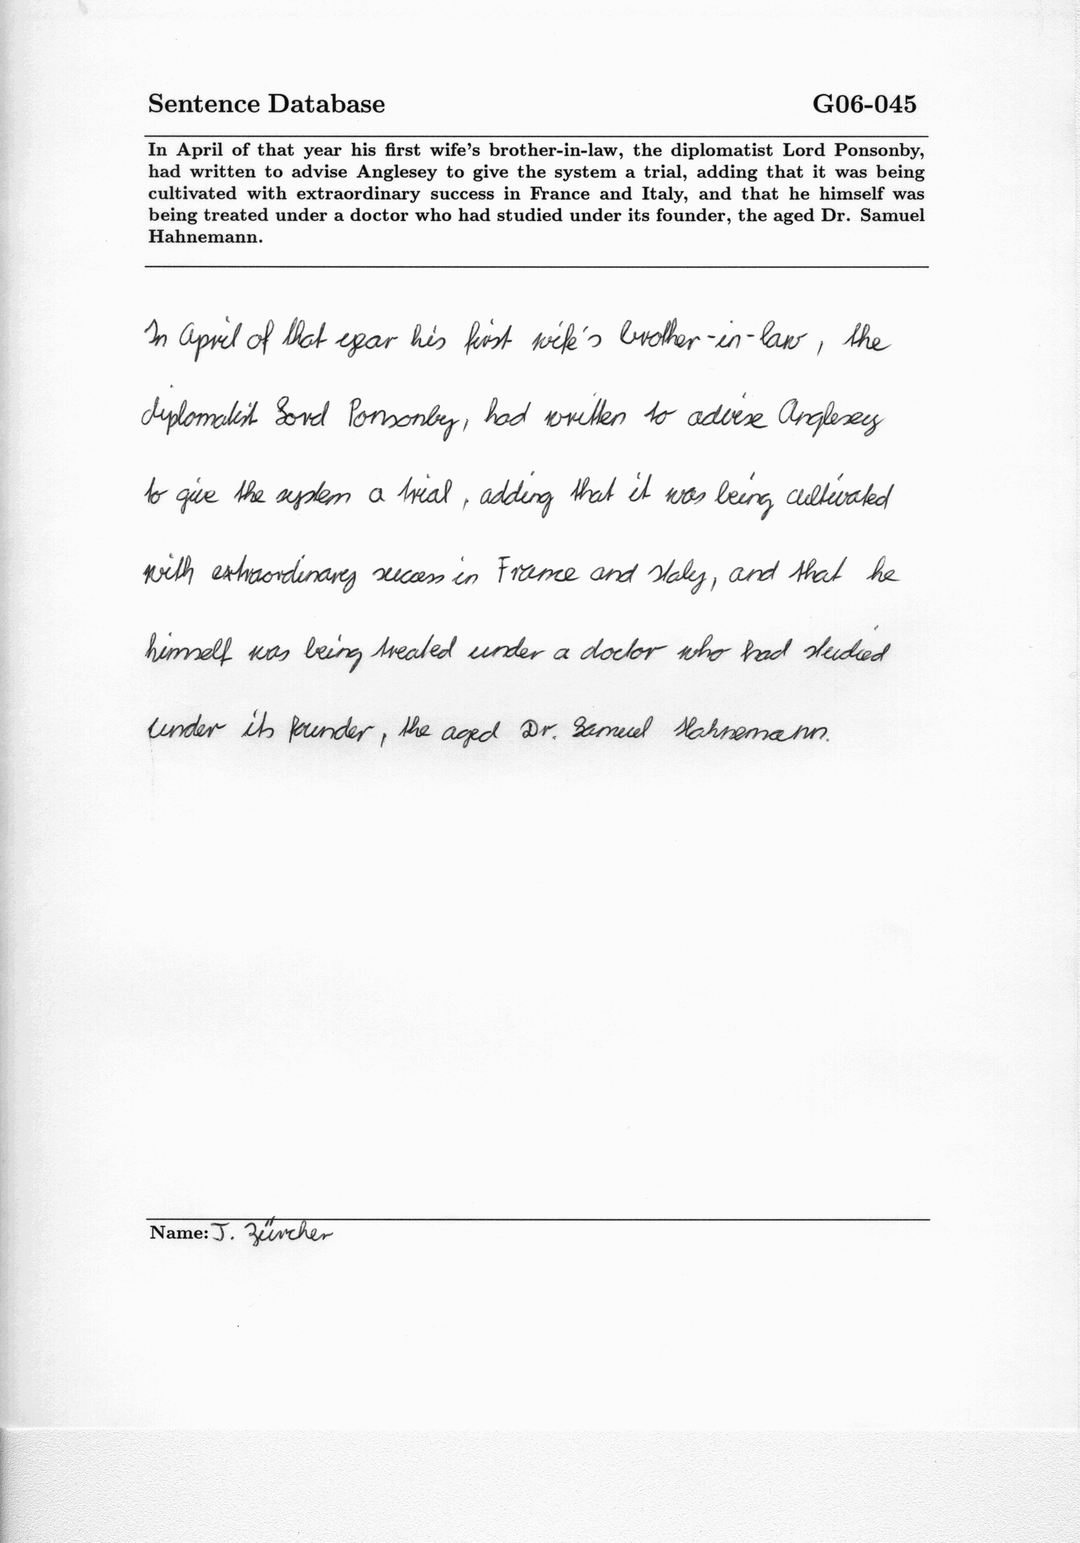 Sentence Database G06-045
In April of that year his first wife's brother-in-law, the diplomatist Lord Ponsonby,
had written to advise Anglesey to give the system a trial, adding that it was being
cultivated with extraordinary success in France and Italy, and that he himself was
being treated under a doctor who had studied under its founder, the aged Dr. Samuel
Hahnemann.
In April of that year his first wife's brother-in-law, the
diplomatist Lord Ponsonby, had written to advise Anglesey
to give the system a trial, adding that it was being cultivated
with extraordinary success in France and Italy, and that he
himself was being treated under a doctor who had studied
under its founder, the aged Dr. Samuel Hahnemann.
Name: J. Zürcher